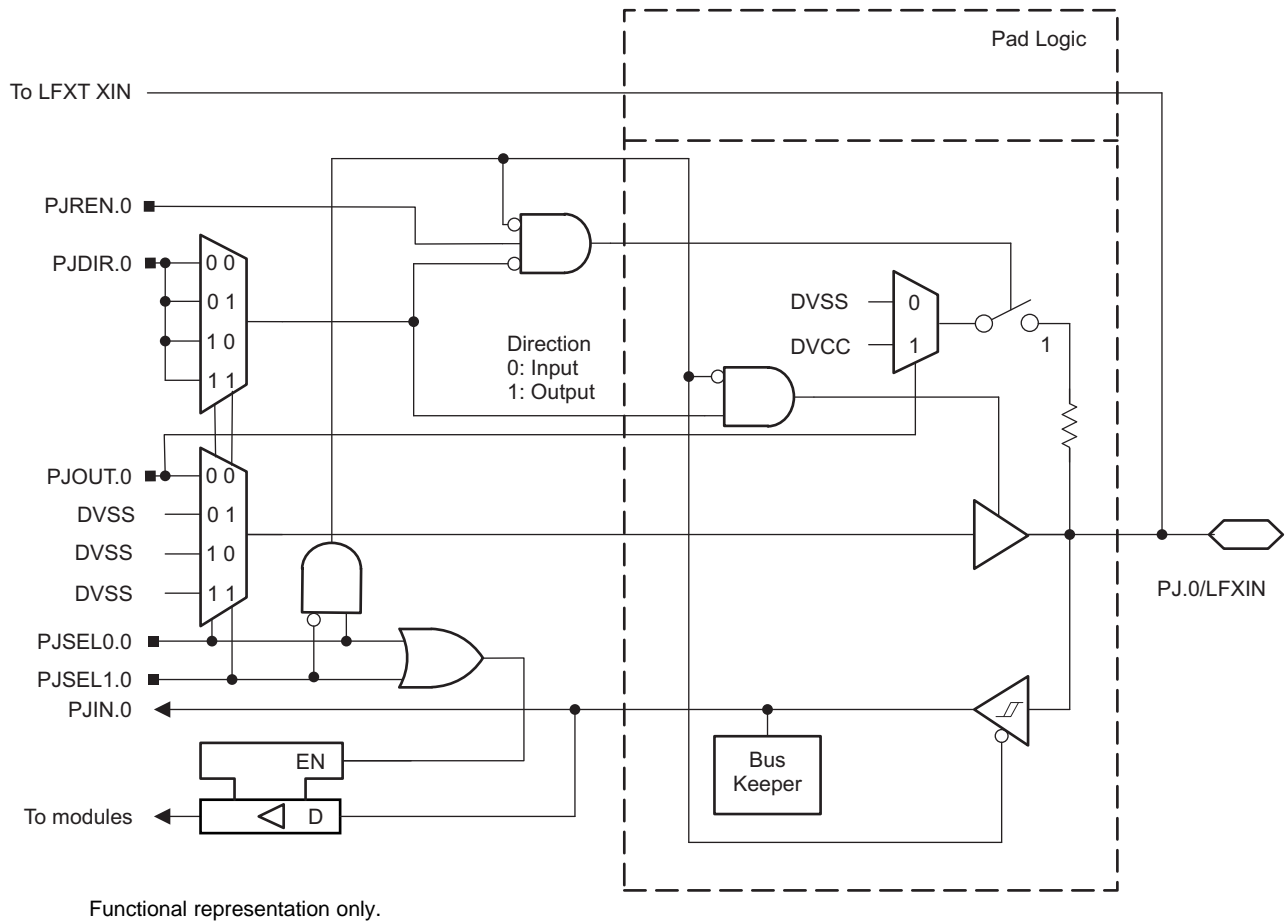 Pad Logic
To LFXT XIN
PJREN.0
PJDIR.0
0 0
0 1
1 0
1 1
Direction
0: Input
1: Output
DVSS
0
DVCC
1
1
PJOUT.0
0 0
DVSS
0 1
DVSS
1 0
DVSS
1 1
PJ.0/LFXIN
PJSEL0.0
PJSEL1.0
PJIN.0
EN
Bus
Keeper
To modules
D
Functional representation only.